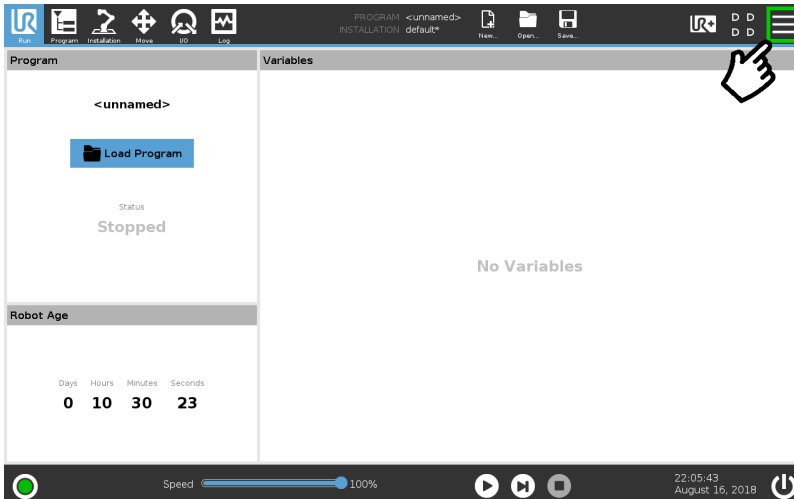 UR
Run
Program
Installation
Move
I/O
Log
PROGRAM <unnamed>
INSTALLATION default*
New...
Open...
Save...
UR+
D D
D D
Program
<unnamed>
Load Program
Status
Stopped
Variables
No Variables
Robot Age
Days Hours Minutes Seconds
0 10 30 23
Speed 100%
22:05:43
August 16, 2018